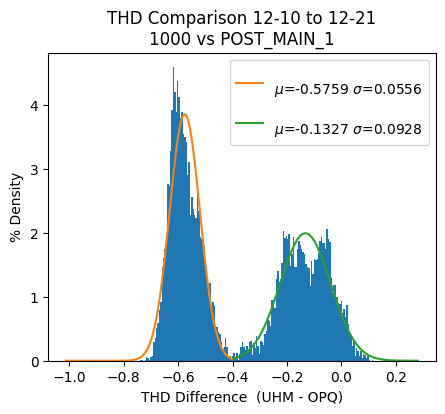 THD Comparison 12-10 to 12-21
1000 vs POST_MAIN_1
μ=-0.5759 σ=0.0556
μ=-0.1327 σ=0.0928
% Density
4
3
2
1
0
−1.0 −0.8 −0.6 −0.4 −0.2 0.0 0.2
THD Difference  (UHM - OPQ)